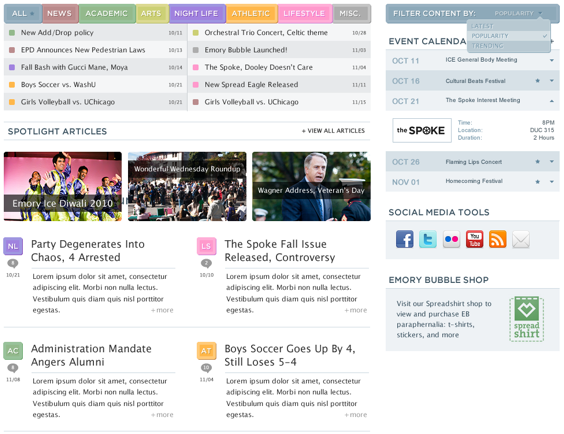 ALL NEWS ACADEMIC ARTS NIGHT LIFE ATHLETIC LIFESTYLE MISC.
New Add/Drop policy 10/11
EPD Announces New Pedestrian Laws 10/13
Fall Bash with Gucci Mane, Moya 10/14
Boys Soccer vs. WashU 10/21
Girls Volleyball vs. UChicago 10/21
Orchestral Trio Concert, Celtic theme 10/28
Emory Bubble Launched! 11/05
The Spoke, Dooley Doesn't Care 11/04
New Spread Eagle Released 11/11
Girls Volleyball vs. UChicago 11/15
SPOTLIGHT ARTICLES + VIEW ALL ARTICLES
Emory Ice Diwali 2010
Wonderful Wednesday Roundup
Wagner Address, Veteran's Day
NL
10/21
Party Degenerates Into
Chaos, 4 Arrested
Lorem ipsum dolor sit amet, consectetur
adipiscing elit. Morbi non nulla lectus.
Vestibulum quis diam quis nisl porttitor
egestas. +more
LS
2
10/10
The Spoke Fall Issue
Released, Controversy
Lorem ipsum dolor sit amet, consectetur
adipiscing elit. Morbi non nulla lectus.
Vestibulum quis diam quis nisl porttitor
egestas. +more
AC
11/08
Administration Mandate
Angers Alumni
Lorem ipsum dolor sit amet, consectetur
adipiscing elit. Morbi non nulla lectus.
Vestibulum quis diam quis nisl porttitor
egestas. +more
AT
10
11/04
Boys Soccer Goes Up By 4,
Still Loses 5-4
Lorem ipsum dolor sit amet, consectetur
adipiscing elit. Morbi non nulla lectus.
Vestibulum quis diam quis nisl porttitor
egestas. +more
FILTER CONTENT BY: POPULARITY
LATEST
POPULARITY
TRENDING
EVENT CALENDA
OCT 11 ICE General Body Meeting
OCT 16 Cultural Beats Festival
OCT 21 The Spoke Interest Meeting
the SPOKE
Time: 8PM
Location: DUC 315
Duration: 2 Hours
OCT 26 Flaming Lips Concert
NOV 01 Homecoming Festival
SOCIAL MEDIA TOOLS
You
Tube
EMORY BUBBLE SHOP
Visit our Spreadshirt shop to
view and purchase EB
paraphernalia: t-shirts,
stickers, and more
spread
shirt